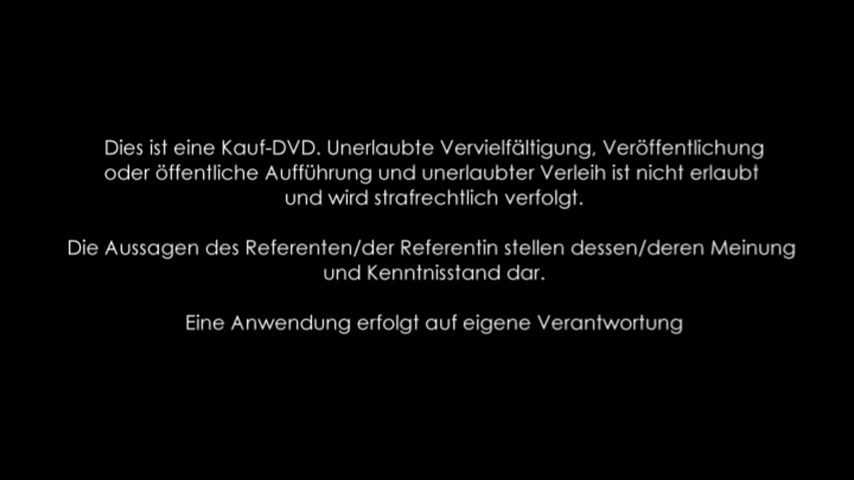 Dies ist eine Kauf-DVD. Unerlaubte Vervielfältigung, Veröffentlichung
oder öffentliche Aufführung und unerlaubter Verleih ist nicht erlaubt
und wird strafrechtlich verfolgt.
Die Aussagen des Referenten/der Referentin stellen dessen/deren Meinung
und Kenntnisstand dar.
Eine Anwendung erfolgt auf eigene Verantwortung